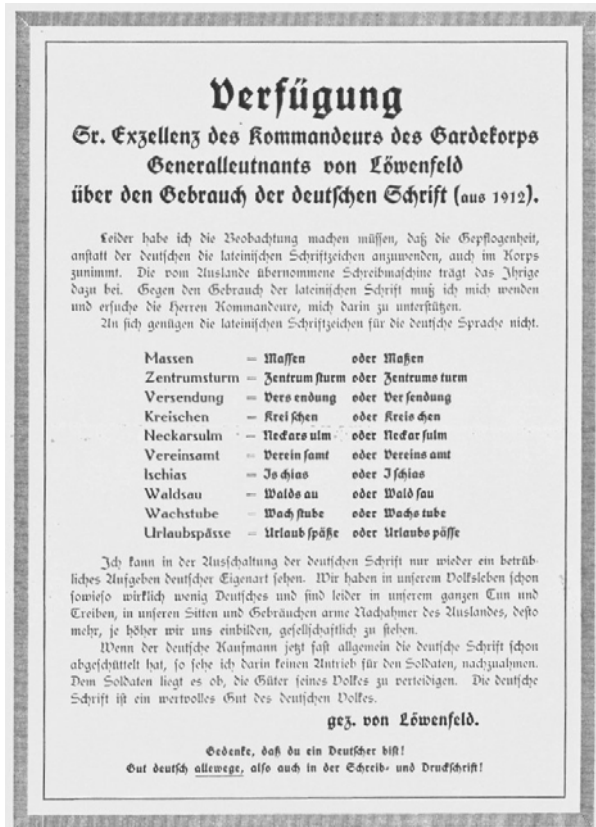 Verfügung
Sr. Exzellenz des Kommandeurs des Gardekorps
Generalleutnants von Löwenfeld
über den Gebrauch der deutschen Schrift (aus 1912).
Leider habe ich die Beobachtung machen müssen, daß die Gepflogenheit,
anstatt der deutschen die lateinischen Schriftzeichen anzuwenden, auch im Korps
zunimmt. Die vom Auslande übernommene Schreibmaschine trägt das Ihrige
dazu bei. Gegen den Gebrauch der lateinischen Schrift muß ich mich wenden
und ersuche die Herren Kommandeure, mich darin zu unterstützen.
An sich genügen die lateinischen Schriftzeichen für die deutsche Sprache nicht.
Massen = Maſſen oder Maßen
Zentrumsturm = Zentrum ſturm oder Zentrums turm
Versendung = Vers endung oder Ver ſendung
Kreischen = Krei ſchen oder Kreis chen
Neckarsulm = Neckars ulm oder Neckar ſulm
Vereinsamt = Verein ſamt oder Vereins amt
Ischias = Is chias oder I ſchias
Waldsau = Walds au oder Wald ſau
Wachstube = Wach ſtube oder Wachs tube
Urlaubspässe = Urlaub ſpäße oder Urlaubs päſſe
Ich kann in der Ausschaltung der deutschen Schrift nur wieder ein betrüb-
liches Aufgeben deutscher Eigenart sehen. Wir haben in unserem Volksleben schon
sowieso wirklich wenig Deutsches und sind leider in unserem ganzen Tun und
Treiben, in unseren Sitten und Gebräuchen arme Nachahmer des Auslandes, desto
mehr, je höher wir uns einbilden, gesellschaftlich zu stehen.
Wenn der deutsche Kaufmann jetzt fast allgemein die deutsche Schrift schon
abgeschüttelt hat, so sehe ich darin keinen Antrieb für den Soldaten, nachzuahmen.
Dem Soldaten liegt es ob, die Güter seines Volkes zu verteidigen. Die deutsche
Schrift ist ein wertvolles Gut des deutschen Volkes.
gez. von Löwenfeld.
Gedenke, daß du ein Deutscher bist!
Gut deutsch allewege, also auch in der Schreib- und Druckschrift!